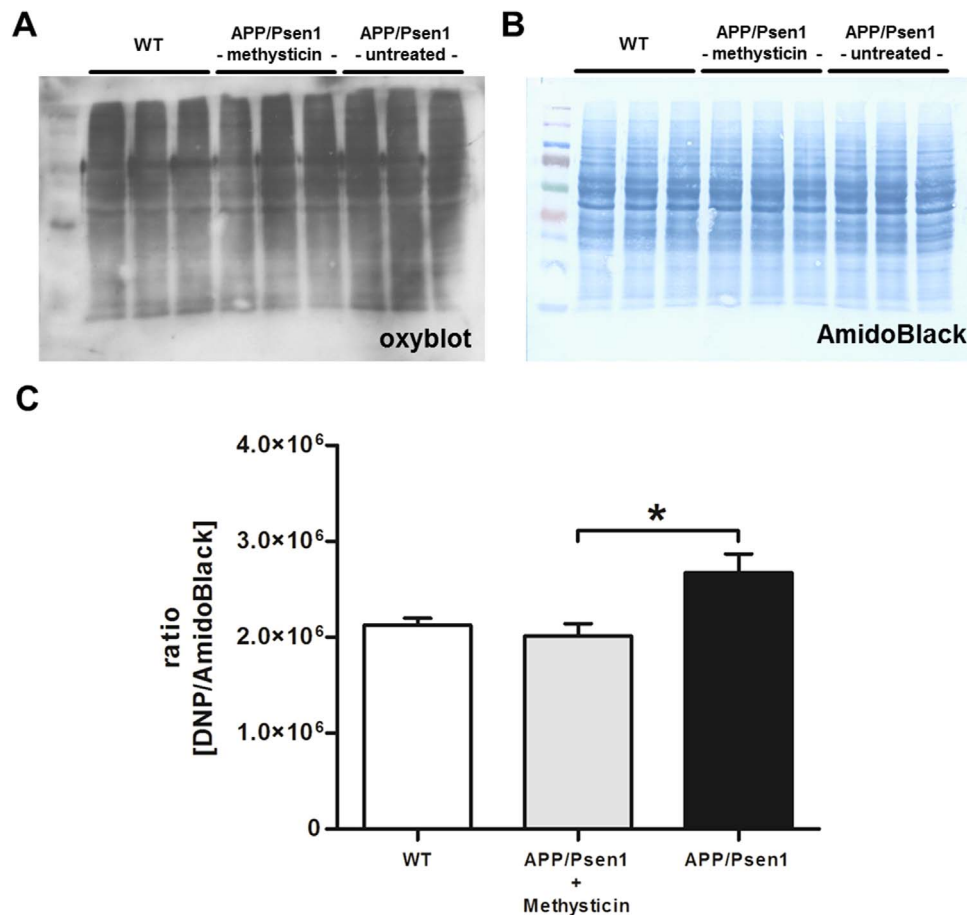 A
WT
APP/Psen1
- methysticin -
APP/Psen1
- untreated -
oxyblot
B
WT
APP/Psen1
- methysticin -
APP/Psen1
- untreated -
AmidoBlack
C
ratio
[DNP/AmidoBlack]
4.0×10⁶
3.0×10⁶
2.0×10⁶
1.0×10⁶
0
*
WT
APP/Psen1
+
Methysticin
APP/Psen1